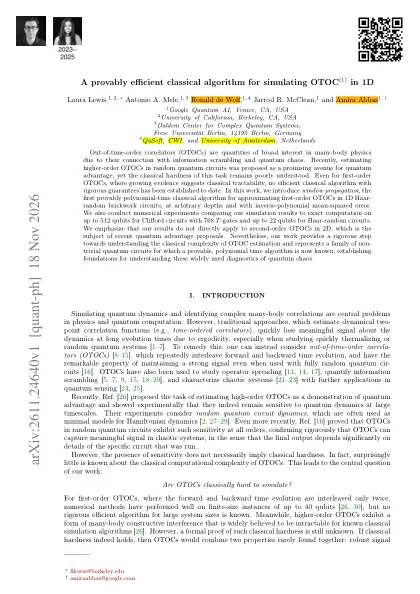 2023–
2025
A provably efficient classical algorithm for simulating OTOC(1) in 1D
Laura Lewis,1, 2, * Antonio A. Mele,1, 3 Ronald de Wolf,1, 4 Jarrod R. McClean,1 and Amira Abbas1, †
1Google Quantum AI, Venice, CA, USA
2University of California, Berkeley, CA, USA
3Dahlem Center for Complex Quantum Systems,
Freie Universität Berlin, 14195 Berlin, Germany
4QuSoft, CWI, and University of Amsterdam, Netherlands
Out-of-time-order correlators (OTOCs) are quantities of broad interest in many-body physics
due to their connection with information scrambling and quantum chaos. Recently, estimating
higher-order OTOCs in random quantum circuits was proposed as a promising avenue for quantum
advantage, yet the classical hardness of this task remains poorly understood. Even for first-order
OTOCs, where growing evidence suggests classical tractability, no efficient classical algorithm with
rigorous guarantees has been established to date. In this work, we introduce window propagation, the
first provably polynomial-time classical algorithm for approximating first-order OTOCs in 1D Haar-
random brickwork circuits, at arbitrary depths and with inverse-polynomial mean-squared error.
We also conduct numerical experiments comparing our simulation results to exact computation on
up to 512 qubits for Clifford circuits with 768 T-gates and up to 22 qubits for Haar-random circuits.
We emphasize that our results do not directly apply to second-order OTOCs in 2D, which is the
subject of recent quantum advantage proposals. Nevertheless, our work provides a rigorous step
towards understanding the classical complexity of OTOC estimation and represents a family of non-
trivial quantum circuits for which a provable, polynomial time algorithm is now known, establishing
foundations for understanding these widely used diagnostics of quantum chaos.
I. INTRODUCTION
Simulating quantum dynamics and identifying complex many-body correlations are central problems
in physics and quantum computation. However, traditional approaches, which estimate dynamical two-
point correlation functions (e.g., time-ordered correlators), quickly lose meaningful signal about the
dynamics at long evolution times due to ergodicity, especially when studying quickly thermalizing or
random quantum systems [1–7]. To remedy this, one can instead consider out-of-time-order correla-
tors (OTOCs) [8–15], which repeatedly interleave forward and backward time evolution, and have the
remarkable property of maintaining a strong signal even when used with fully random quantum cir-
cuits [16]. OTOCs have also been used to study operator spreading [13, 14, 17], quantify information
scrambling [5, 7, 9, 15, 18–20], and characterize chaotic systems [21–23] with further applications in
quantum sensing [24, 25].
Recently, Ref. [26] proposed the task of estimating high-order OTOCs as a demonstration of quantum
advantage and showed experimentally that they indeed remain sensitive to quantum dynamics at long
timescales. Their experiments consider random quantum circuit dynamics, which are often used as
minimal models for Hamiltonian dynamics [2, 27–29]. Even more recently, Ref. [16] proved that OTOCs
in random quantum circuits exhibit such sensitivity at all orders, confirming rigorously that OTOCs can
capture meaningful signal in chaotic systems, in the sense that the final output depends significantly on
details of the specific circuit that was run.
However, the presence of sensitivity does not necessarily imply classical hardness. In fact, surprisingly
little is known about the classical computational complexity of OTOCs. This leads to the central question
of our work:
Are OTOCs classically hard to simulate?
For first-order OTOCs, where the forward and backward time evolution are interleaved only twice,
numerical methods have performed well on finite-size instances of up to 40 qubits [26, 30], but no
rigorous efficient algorithm for large system sizes is known. Meanwhile, higher-order OTOCs exhibit a
form of many-body constructive interference that is widely believed to be intractable for known classical
simulation algorithms [26]. However, a formal proof of such classical hardness is still unknown. If classical
hardness indeed holds, then OTOCs would combine two properties rarely found together: robust signal
* llewis@berkeley.edu
† amiraabbas@google.com
arXiv:2611.24640v1 [quant-ph] 18 Nov 2026